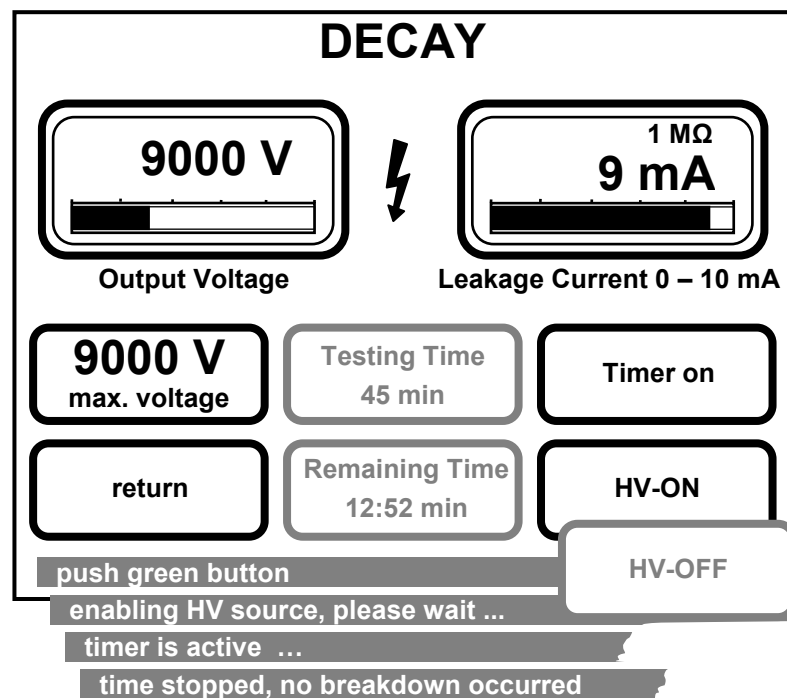 DECAY
9000 V
Output Voltage
1 MΩ
9 mA
Leakage Current 0 – 10 mA
9000 V
max. voltage
Testing Time
45 min
Timer on
return
Remaining Time
12:52 min
HV-ON
HV-OFF
push green button
enabling HV source, please wait ...
timer is active ...
time stopped, no breakdown occurred